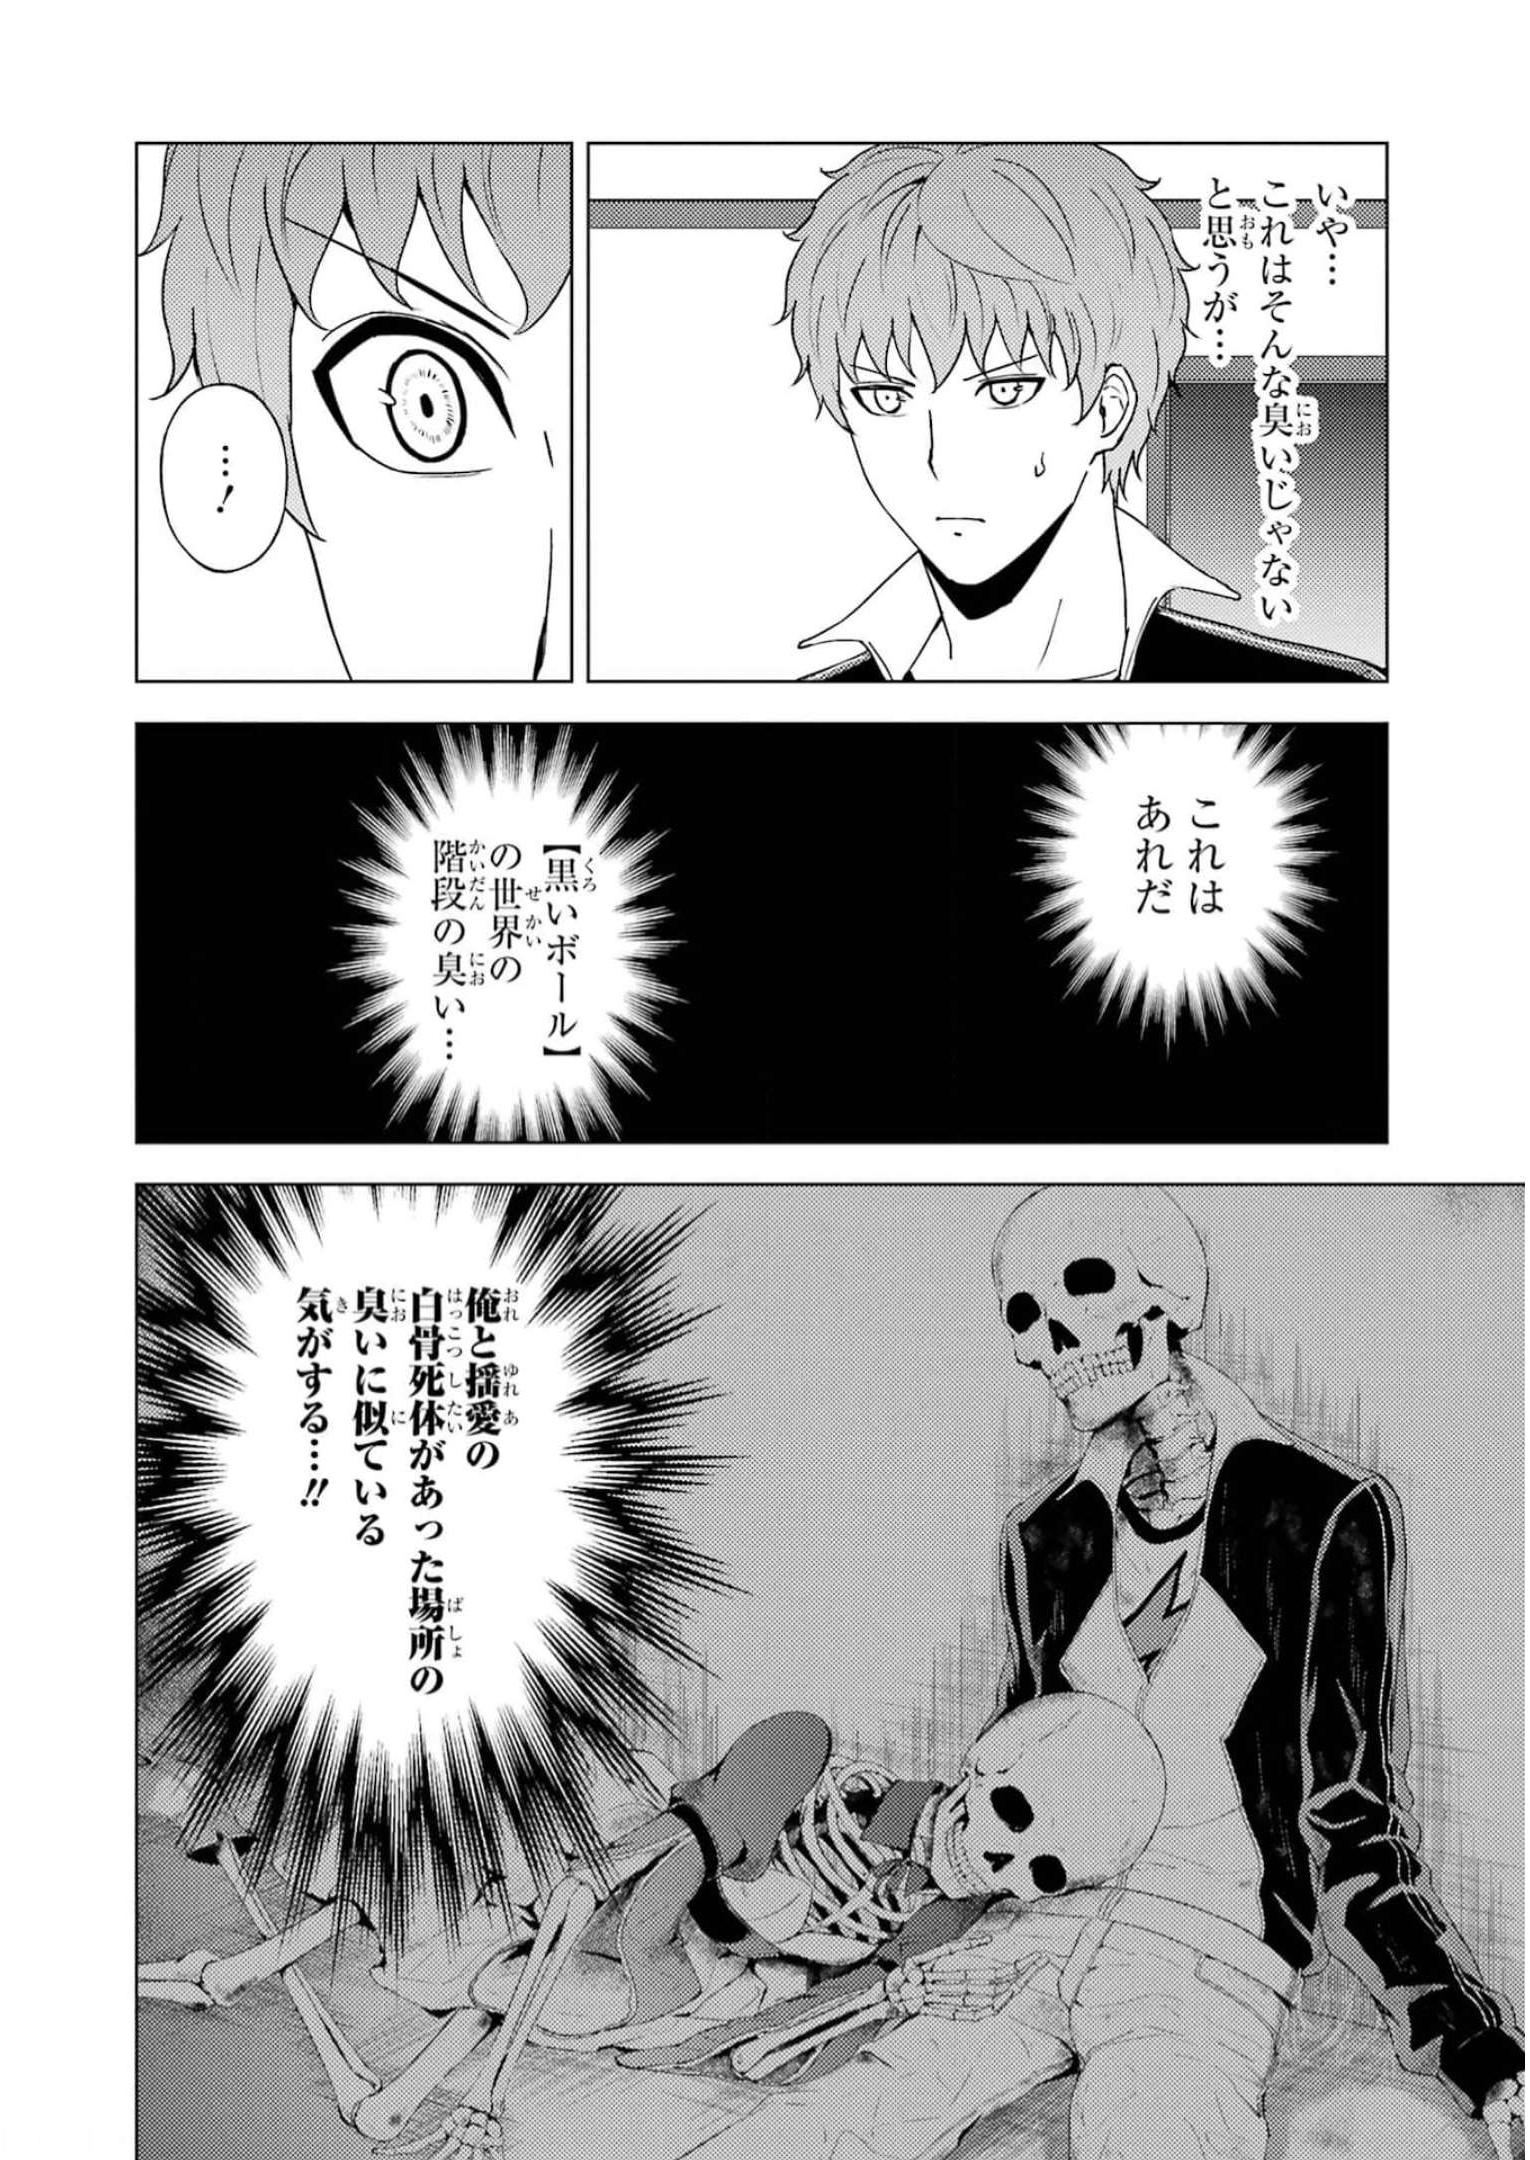 いや…
これはそんな臭いじゃない
と思うが…
…！
これは
あれだ
【黒いボール】
の世界の
階段の臭い…
俺と揺愛の
白骨死体があった場所の
臭いに似ている
気がする…!!